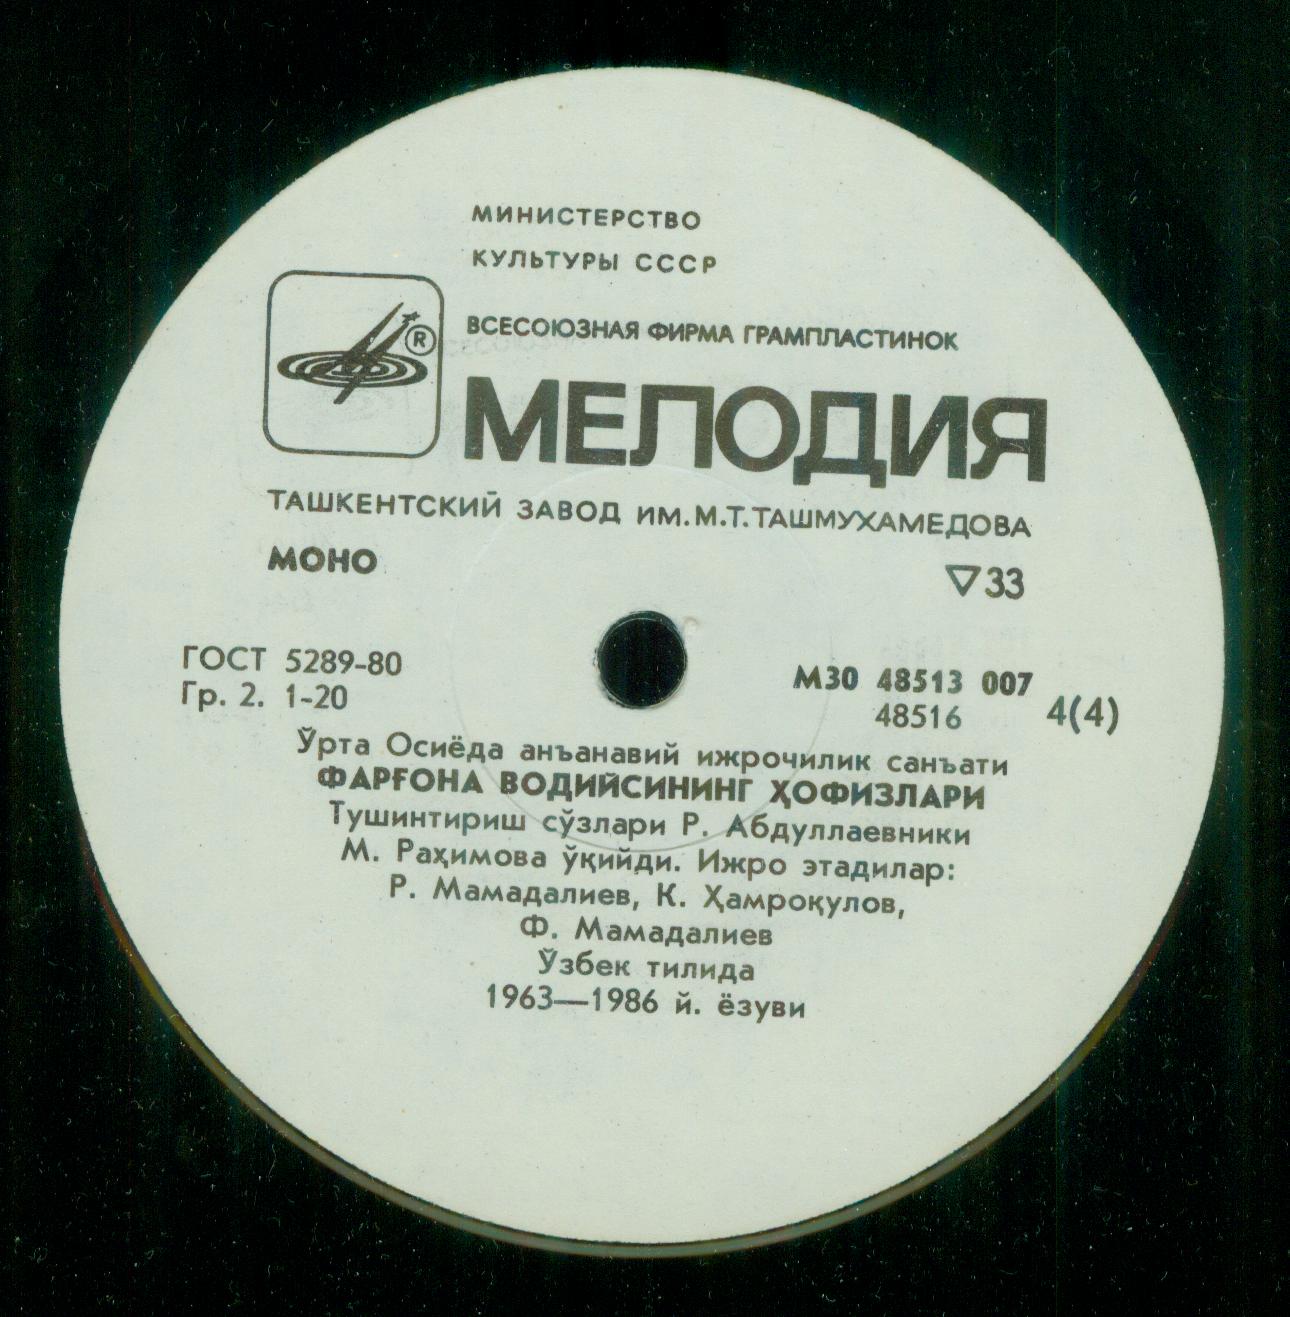 МИНИСТЕРСТВО
КУЛЬТУРЫ СССР
ВСЕСОЮЗНАЯ ФИРМА ГРАМПЛАСТИНОК
®
МЕЛОДИЯ
ТАШКЕНТСКИЙ ЗАВОД ИМ. М.Т. ТАШМУХАМЕДОВА
МОНО ▽33
ГОСТ 5289-80
Гр. 2. 1-20
М30 48513 007
48516 4(4)
Ўрта Осиёда анъанавий ижрочилик санъати
ФАРҒОНА ВОДИЙСИНИНГ ҲОФИЗЛАРИ
Тушинтириш сўзлари Р. Абдуллаевники
М. Раҳимова ўқийди. Ижро этадилар:
Р. Мамадалиев, К. Ҳамроқулов,
Ф. Мамадалиев
Ўзбек тилида
1963—1986 й. ёзуви